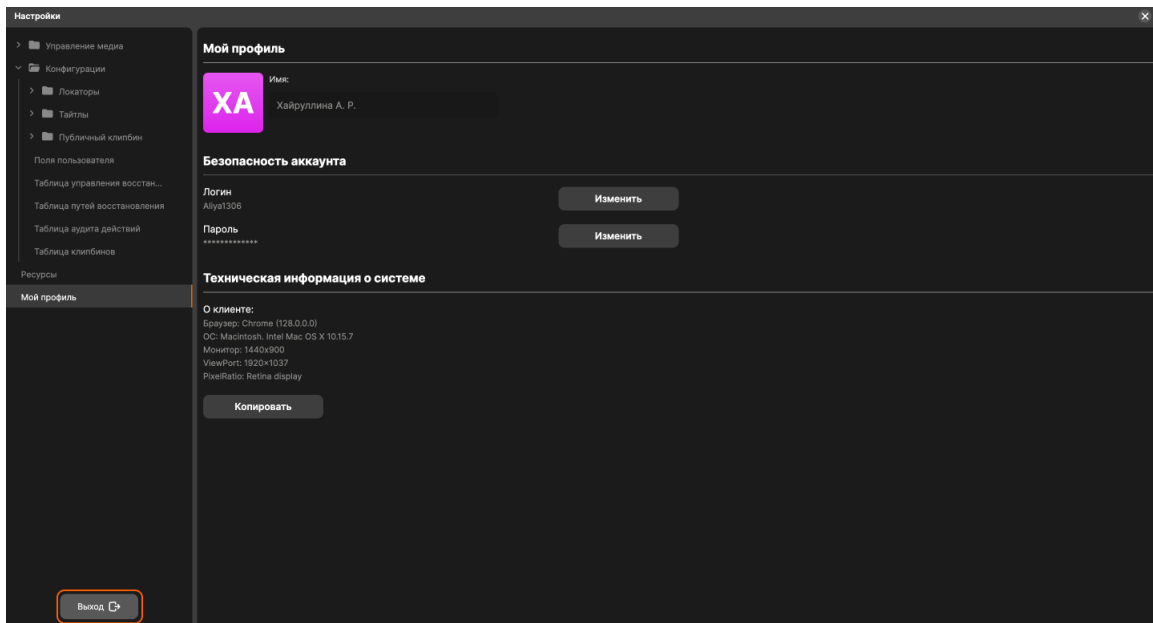 Настройки
Управление медиа
Конфигурации
Локаторы
Тайтлы
Публичный клипбин
Поля пользователя
Таблица управления восстан...
Таблица путей восстановления
Таблица аудита действий
Таблица клипбинов
Ресурсы
Мой профиль
Выход
Мой профиль
ХА
Имя:
Хайруллина А. Р.
Безопасность аккаунта
Логин
Aliya1306
Изменить
Пароль
*************
Изменить
Техническая информация о системе
О клиенте:
Браузер: Chrome (128.0.0.0)
ОС: Macintosh. Intel Mac OS X 10.15.7
Монитор: 1440x900
ViewPort: 1920×1037
PixelRatio: Retina display
Копировать